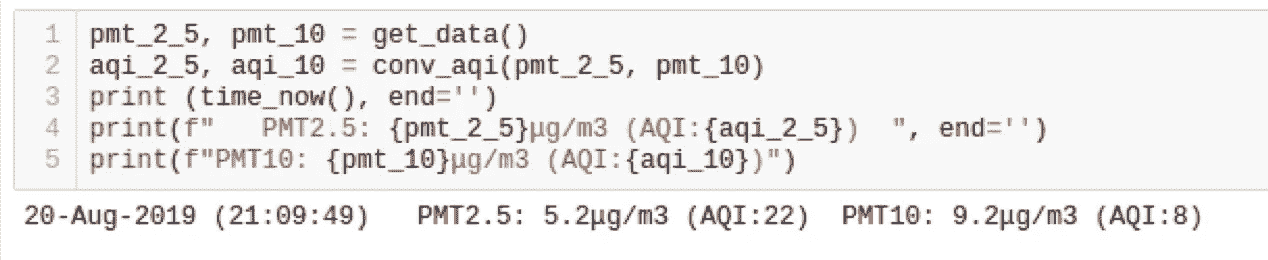 1 pmt_2_5, pmt_10 = get_data()
2 aqi_2_5, aqi_10 = conv_aqi(pmt_2_5, pmt_10)
3 print (time_now(), end='')
4 print(f"   PMT2.5: {pmt_2_5}µg/m3 (AQI:{aqi_2_5})  ", end='')
5 print(f"PMT10: {pmt_10}µg/m3 (AQI:{aqi_10})")
20-Aug-2019 (21:09:49)   PMT2.5: 5.2µg/m3 (AQI:22)  PMT10: 9.2µg/m3 (AQI:8)